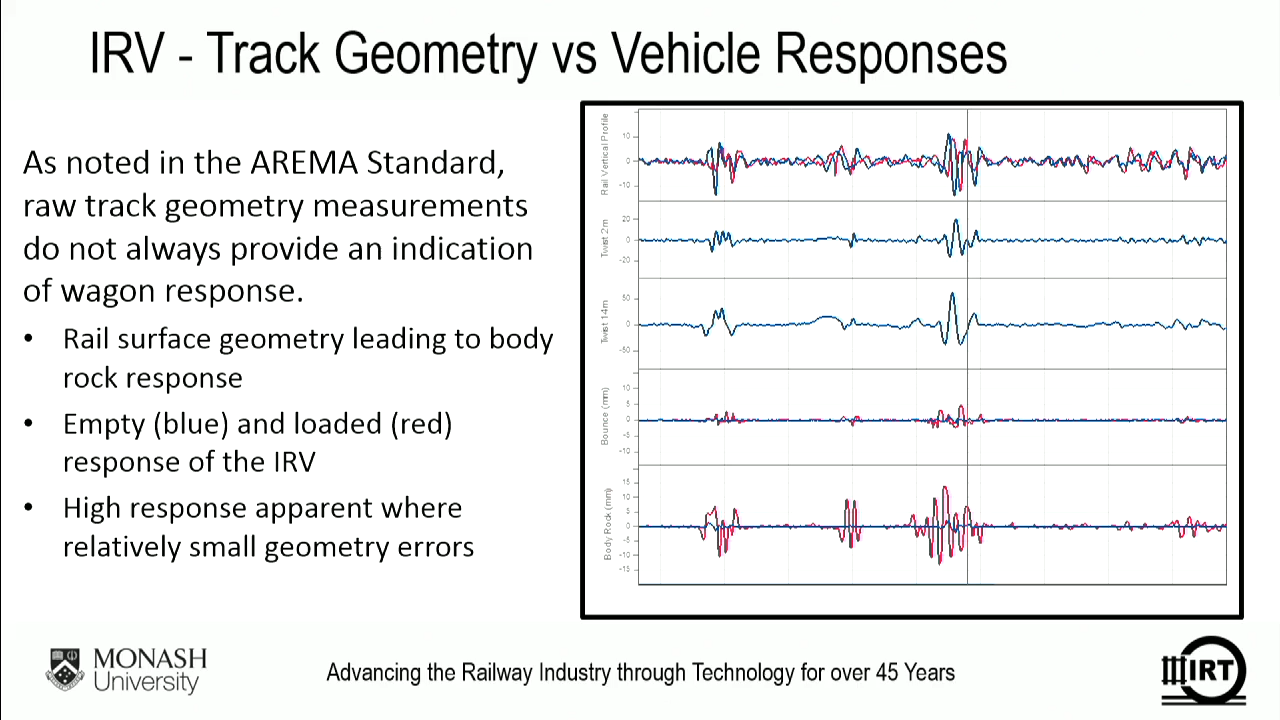 IRV - Track Geometry vs Vehicle Responses
As noted in the AREMA Standard,
raw track geometry measurements
do not always provide an indication
of wagon response.
• Rail surface geometry leading to body
rock response
• Empty (blue) and loaded (red)
response of the IRV
• High response apparent where
relatively small geometry errors
Rail Vertical Profile
10
0
-10
Twist 2m
20
0
-20
Twist 14m
50
0
-50
Bounce (mm)
10
5
0
-5
-10
Body Rock (mm)
15
10
5
0
-5
-10
-15
MONASH
University
Advancing the Railway Industry through Technology for over 45 Years
IRT